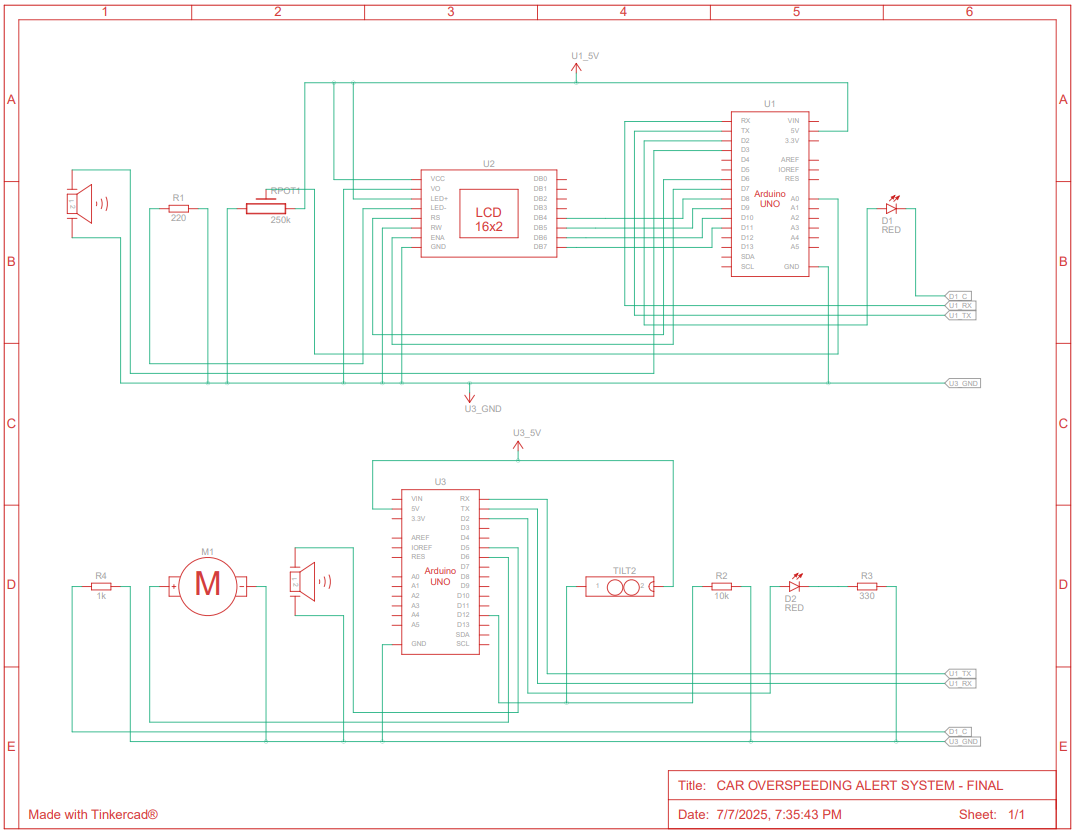 1 2 3 4 5 6
A A
U1_5V
U1
RX VIN
TX 5V
D2 3.3V
D3
D4 AREF
D5 IOREF
D6 RES
D7
D8 A0
D9 A1
D10 A2
D11 A3
D12 A4
D13 A5
SDA
SCL GND
Arduino
UNO
U2
VCC DB0
VO DB1
LED+ DB2
LED- DB3
RS DB4
RW DB5
ENA DB6
GND DB7
LCD
16x2
R1
220
RPOT1
250k
D1
RED
B B
D1_C
U1_RX
U1_TX
U3_GND
U3_GND
C C
U3_5V
U3
VIN RX
5V TX
3.3V D2
D3
AREF D4
IOREF D5
RES D6
D7
A0 D8
A1 D9
A2 D10
A3 D11
A4 D12
A5 D13
SDA
GND SCL
Arduino
UNO
D D
R4
1k
M1
+ M -
TILT2
1 2
R2
10k
D2
RED
R3
330
U1_TX
U1_RX
D1_C
U3_GND
E E
Title: CAR OVERSPEEDING ALERT SYSTEM - FINAL
Made with Tinkercad®
Date: 7/7/2025, 7:35:43 PM Sheet: 1/1